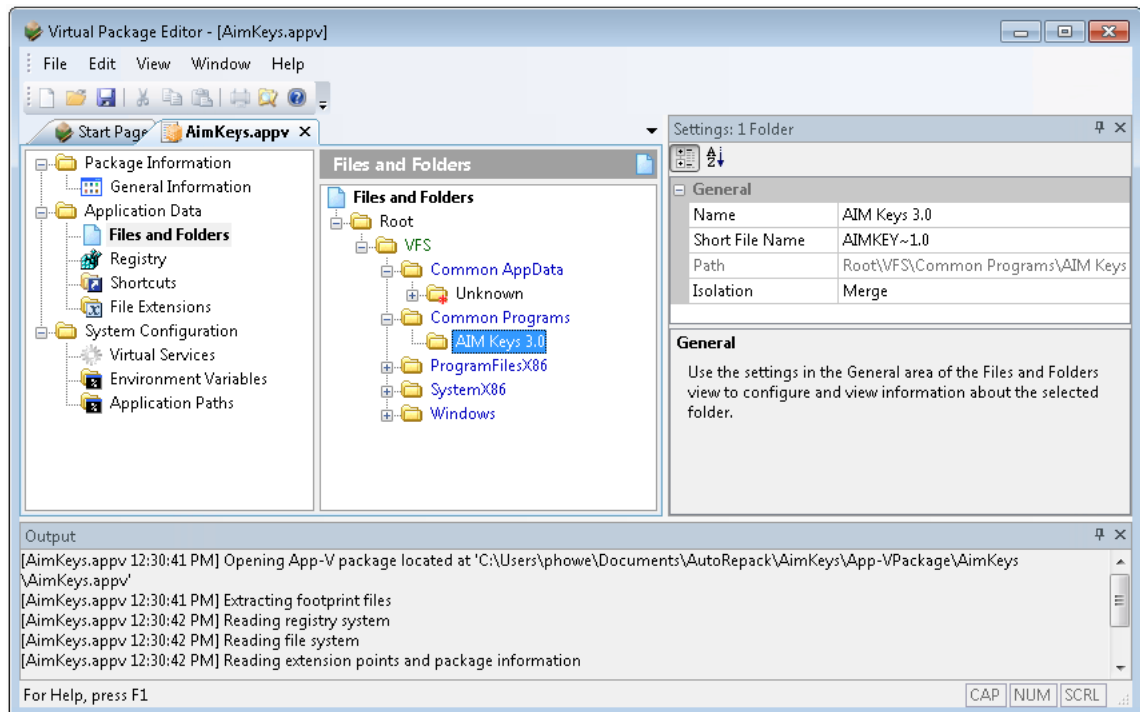 Virtual Package Editor - [AimKeys.appv]
File Edit View Window Help
Start Page AimKeys.appv
Package Information
General Information
Application Data
Files and Folders
Registry
Shortcuts
File Extensions
System Configuration
Virtual Services
Environment Variables
Application Paths
Files and Folders
Files and Folders
Root
VFS
Common AppData
Unknown
Common Programs
AIM Keys 3.0
ProgramFilesX86
SystemX86
Windows
Settings: 1 Folder
General
Name AIM Keys 3.0
Short File Name AIMKEY~1.0
Path Root\VFS\Common Programs\AIM Keys
Isolation Merge
General
Use the settings in the General area of the Files and Folders
view to configure and view information about the selected
folder.
Output
[AimKeys.appv 12:30:41 PM] Opening App-V package located at 'C:\Users\phowe\Documents\AutoRepack\AimKeys\App-VPackage\AimKeys
\AimKeys.appv'
[AimKeys.appv 12:30:41 PM] Extracting footprint files
[AimKeys.appv 12:30:42 PM] Reading registry system
[AimKeys.appv 12:30:42 PM] Reading file system
[AimKeys.appv 12:30:42 PM] Reading extension points and package information
For Help, press F1
CAP NUM SCRL